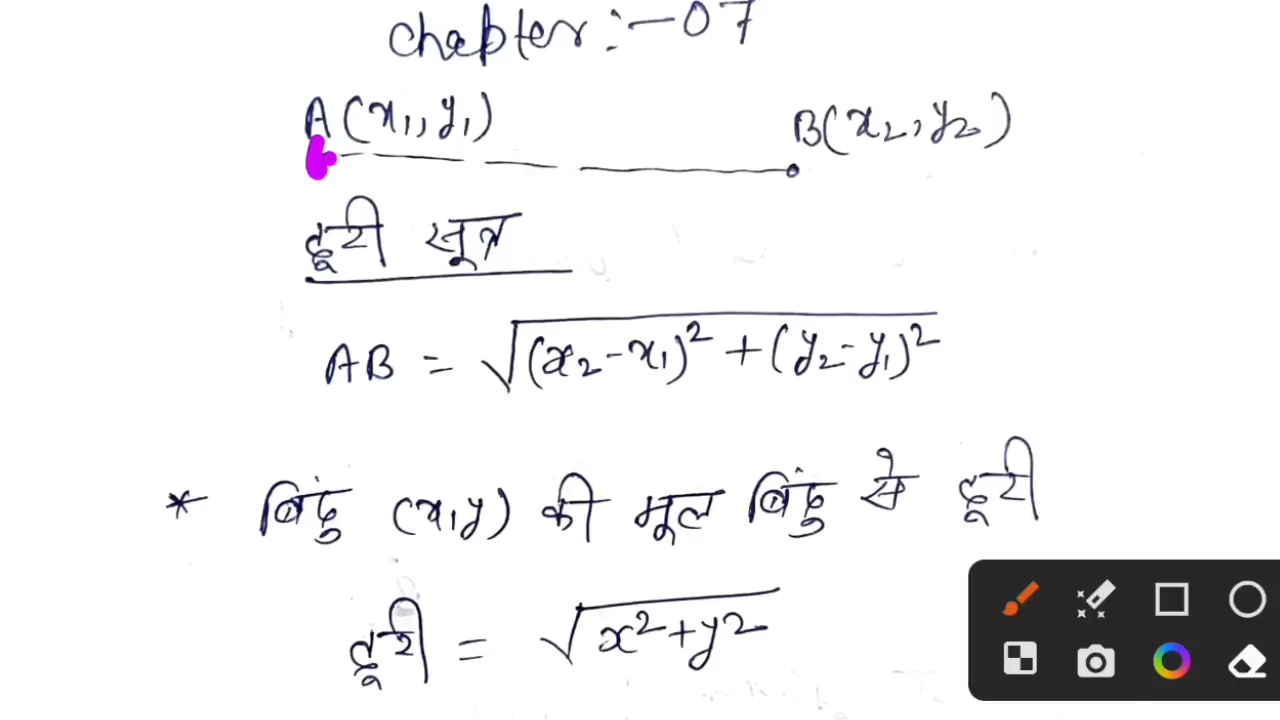 Chapter :- 07
A(x₁, y₁) B(x₂, y₂)
दूरी सूत्र
AB = √(x₂-x₁)² + (y₂-y₁)²
* बिंदु (x,y) की मूल बिंदु से दूरी
दूरी = √x²+y²